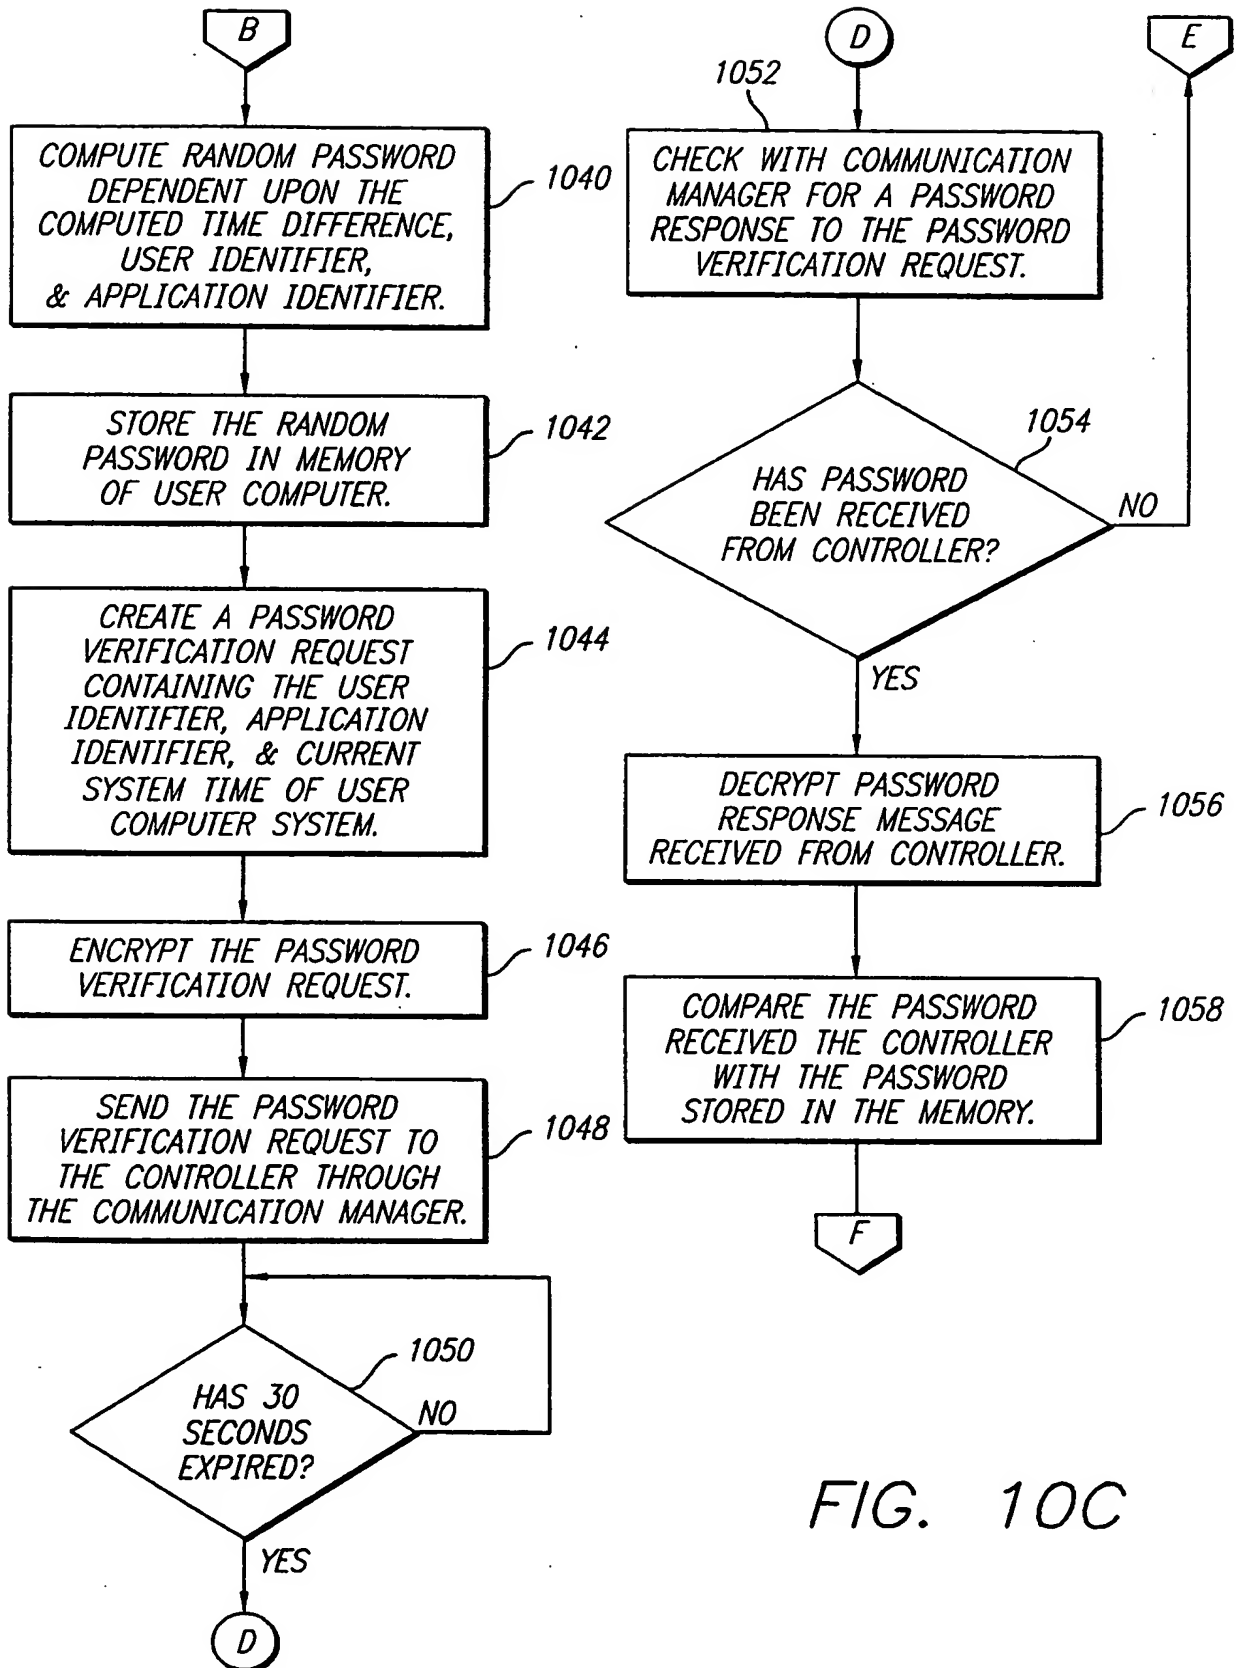 B
COMPUTE RANDOM PASSWORD
DEPENDENT UPON THE
COMPUTED TIME DIFFERENCE,
USER IDENTIFIER,
& APPLICATION IDENTIFIER.
1040
STORE THE RANDOM
PASSWORD IN MEMORY
OF USER COMPUTER.
1042
CREATE A PASSWORD
VERIFICATION REQUEST
CONTAINING THE USER
IDENTIFIER, APPLICATION
IDENTIFIER, & CURRENT
SYSTEM TIME OF USER
COMPUTER SYSTEM.
1044
ENCRYPT THE PASSWORD
VERIFICATION REQUEST.
1046
SEND THE PASSWORD
VERIFICATION REQUEST TO
THE CONTROLLER THROUGH
THE COMMUNICATION MANAGER.
1048
HAS 30
SECONDS
EXPIRED?
1050
NO
YES
D
D
1052
CHECK WITH COMMUNICATION
MANAGER FOR A PASSWORD
RESPONSE TO THE PASSWORD
VERIFICATION REQUEST.
HAS PASSWORD
BEEN RECEIVED
FROM CONTROLLER?
1054
NO
E
YES
DECRYPT PASSWORD
RESPONSE MESSAGE
RECEIVED FROM CONTROLLER.
1056
COMPARE THE PASSWORD
RECEIVED THE CONTROLLER
WITH THE PASSWORD
STORED IN THE MEMORY.
1058
F
FIG. 10C